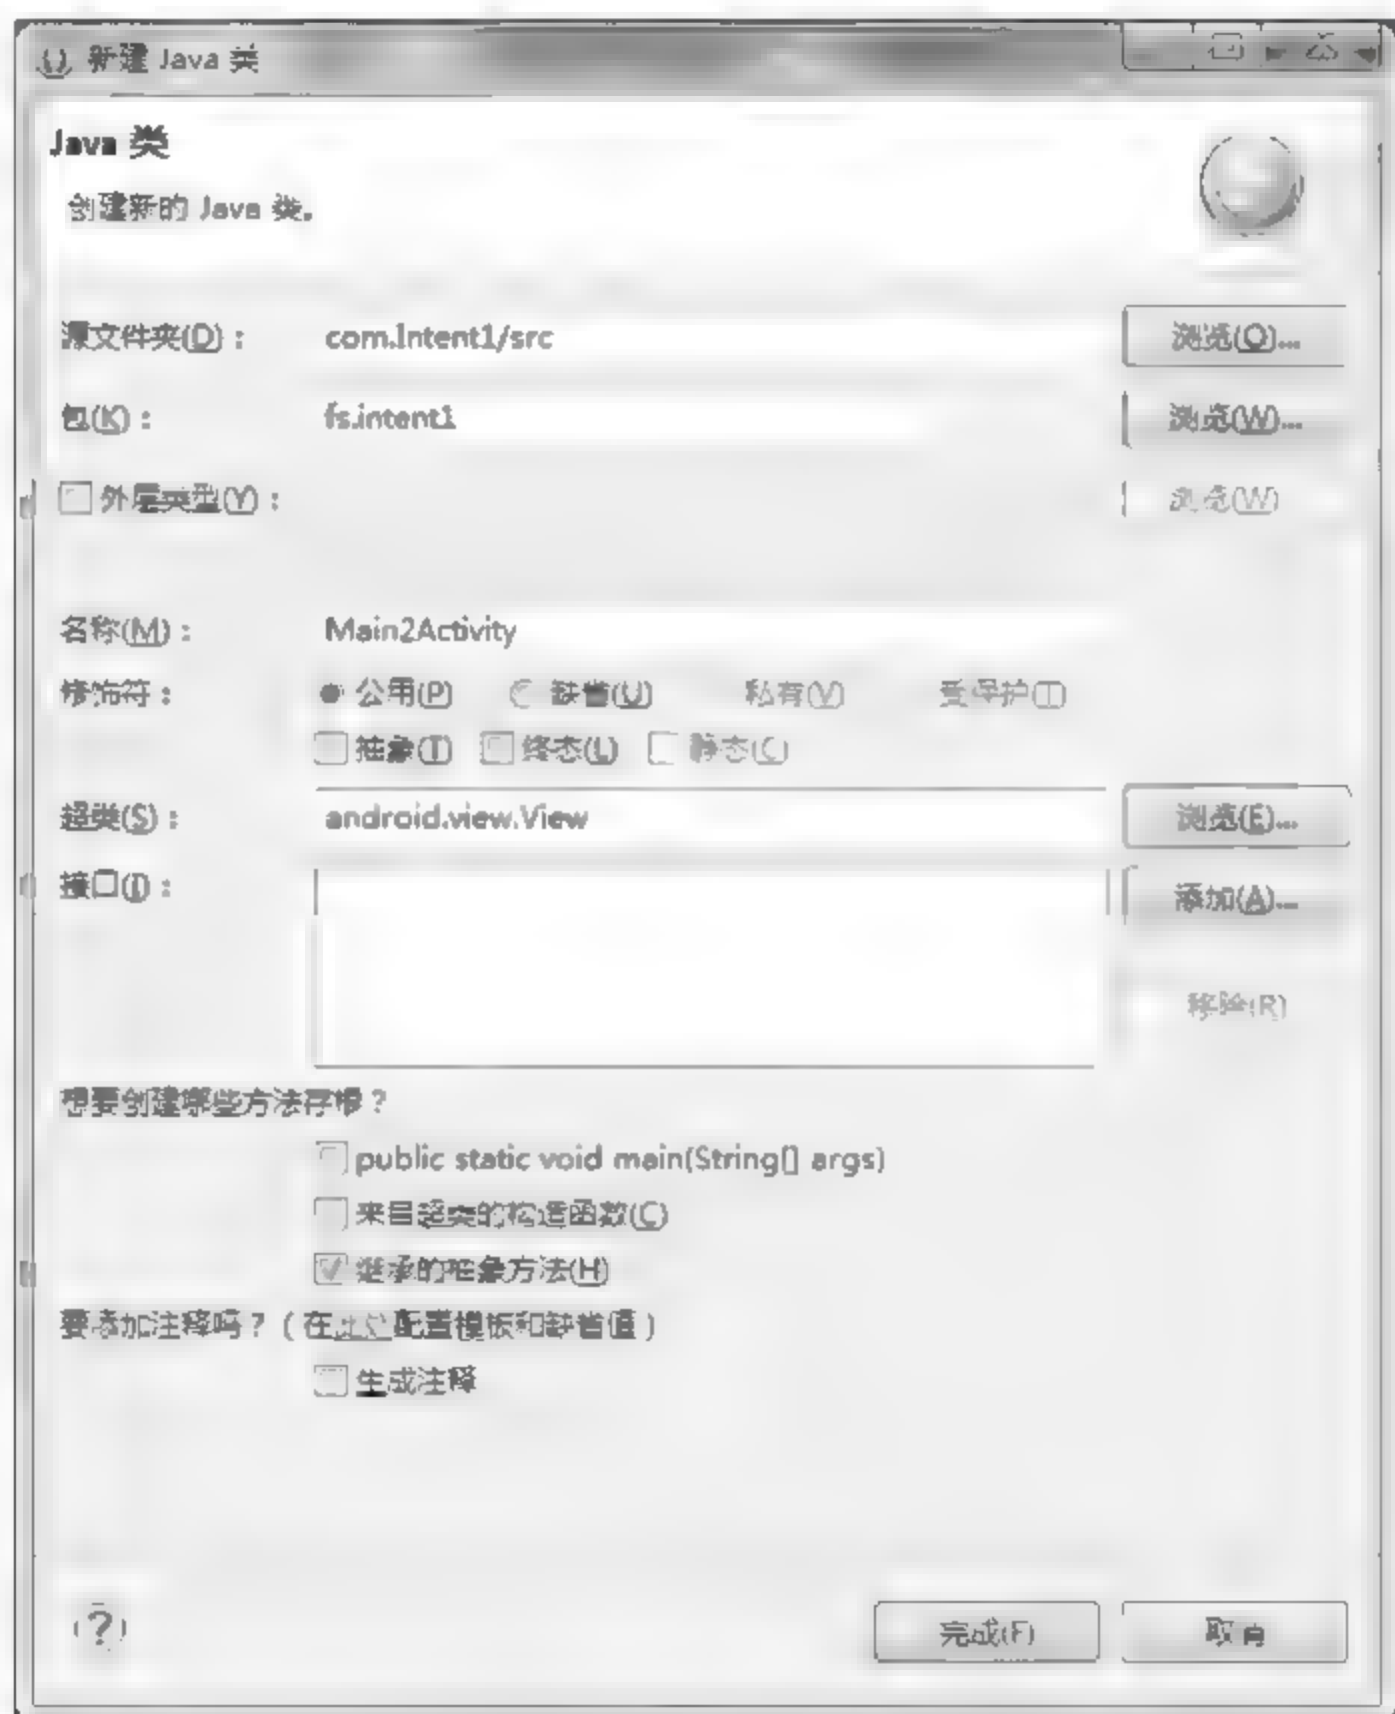 新建 Java 类
Java 类
创建新的 Java 类。
源文件夹(D)： com.Intent1/src 浏览(O)...
包(K)： fs.intent1 浏览(W)...
外层类型(Y)： 浏览(W)
名称(M)： Main2Activity
修饰符： 公用(P) 缺省(U) 私有(V) 受保护(T)
抽象(T) 终态(L) 静态(C)
超类(S)： android.view.View 浏览(E)...
接口(I)： 添加(A)...
移除(R)
想要创建哪些方法存根？
public static void main(String[] args)
来自超类的构造函数(C)
继承的抽象方法(H)
要添加注释吗？（在此处配置模板和缺省值）
生成注释
完成(F) 取消